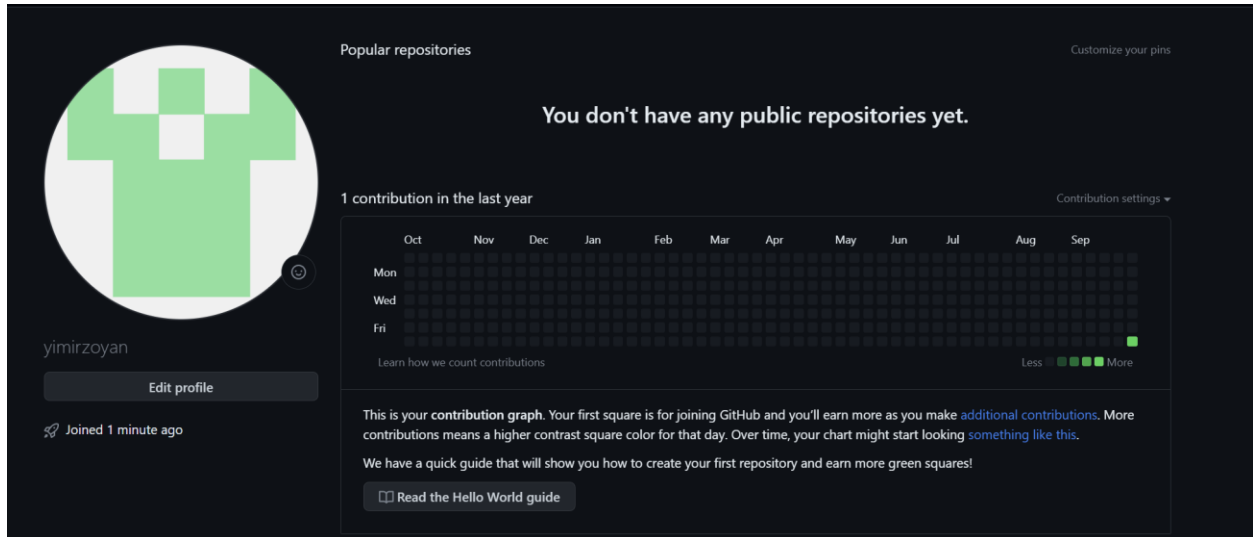 Popular repositories
Customize your pins
You don't have any public repositories yet.
1 contribution in the last year
Contribution settings
Oct Nov Dec Jan Feb Mar Apr May Jun Jul Aug Sep
Mon
Wed
Fri
Learn how we count contributions
Less More
yimirzoyan
Edit profile
Joined 1 minute ago
This is your contribution graph. Your first square is for joining GitHub and you'll earn more as you make additional contributions. More
contributions means a higher contrast square color for that day. Over time, your chart might start looking something like this.
We have a quick guide that will show you how to create your first repository and earn more green squares!
Read the Hello World guide